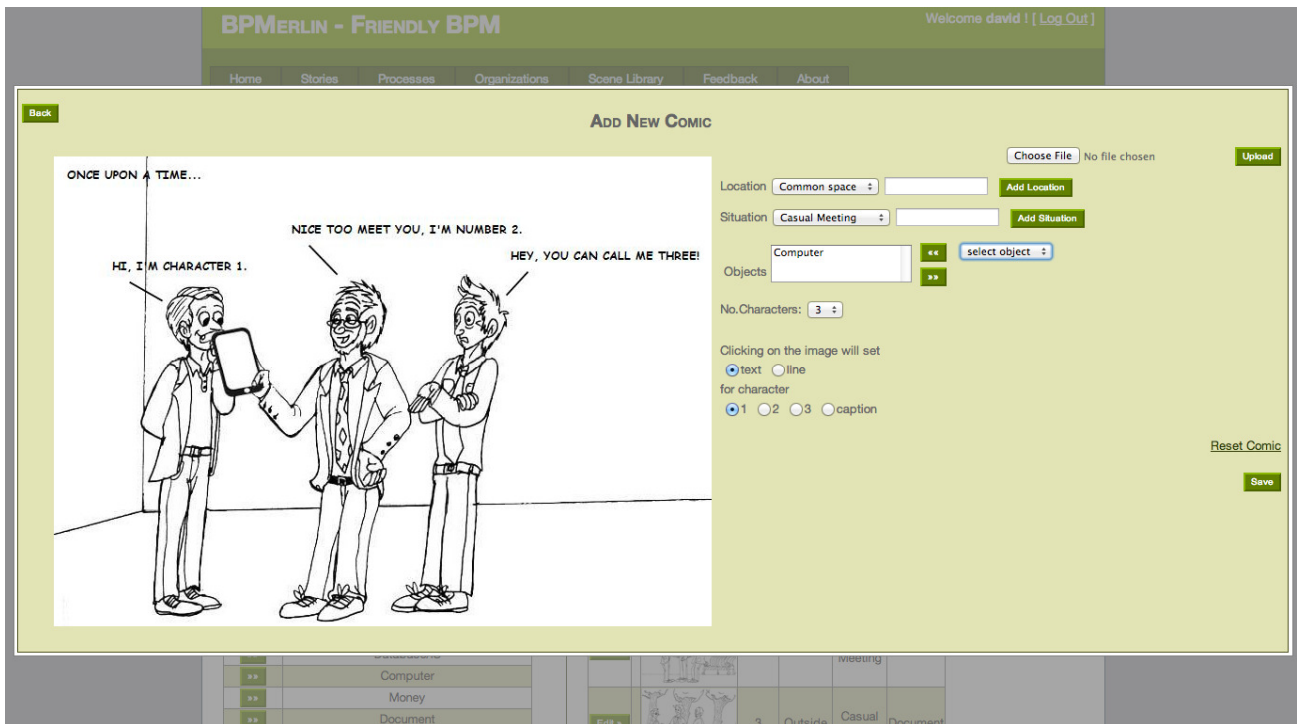 BPMERLIN - FRIENDLY BPM
Welcome david ! [ Log Out ]
Home Stories Processes Organizations Scene Library Feedback About
Back
ADD NEW COMIC
Choose File No file chosen Upload
ONCE UPON A TIME...
NICE TOO MEET YOU, I'M NUMBER 2.
HEY, YOU CAN CALL ME THREE!
HI, I'M CHARACTER 1.
Location Common space Add Location
Situation Casual Meeting Add Situation
Objects Computer « select object
»
No.Characters: 3
Clicking on the image will set
text line
for character
1 2 3 caption
Reset Comic
Save
Meeting
»» Computer
»» Money
»» Document
Edit » 3 Outside Casual Document